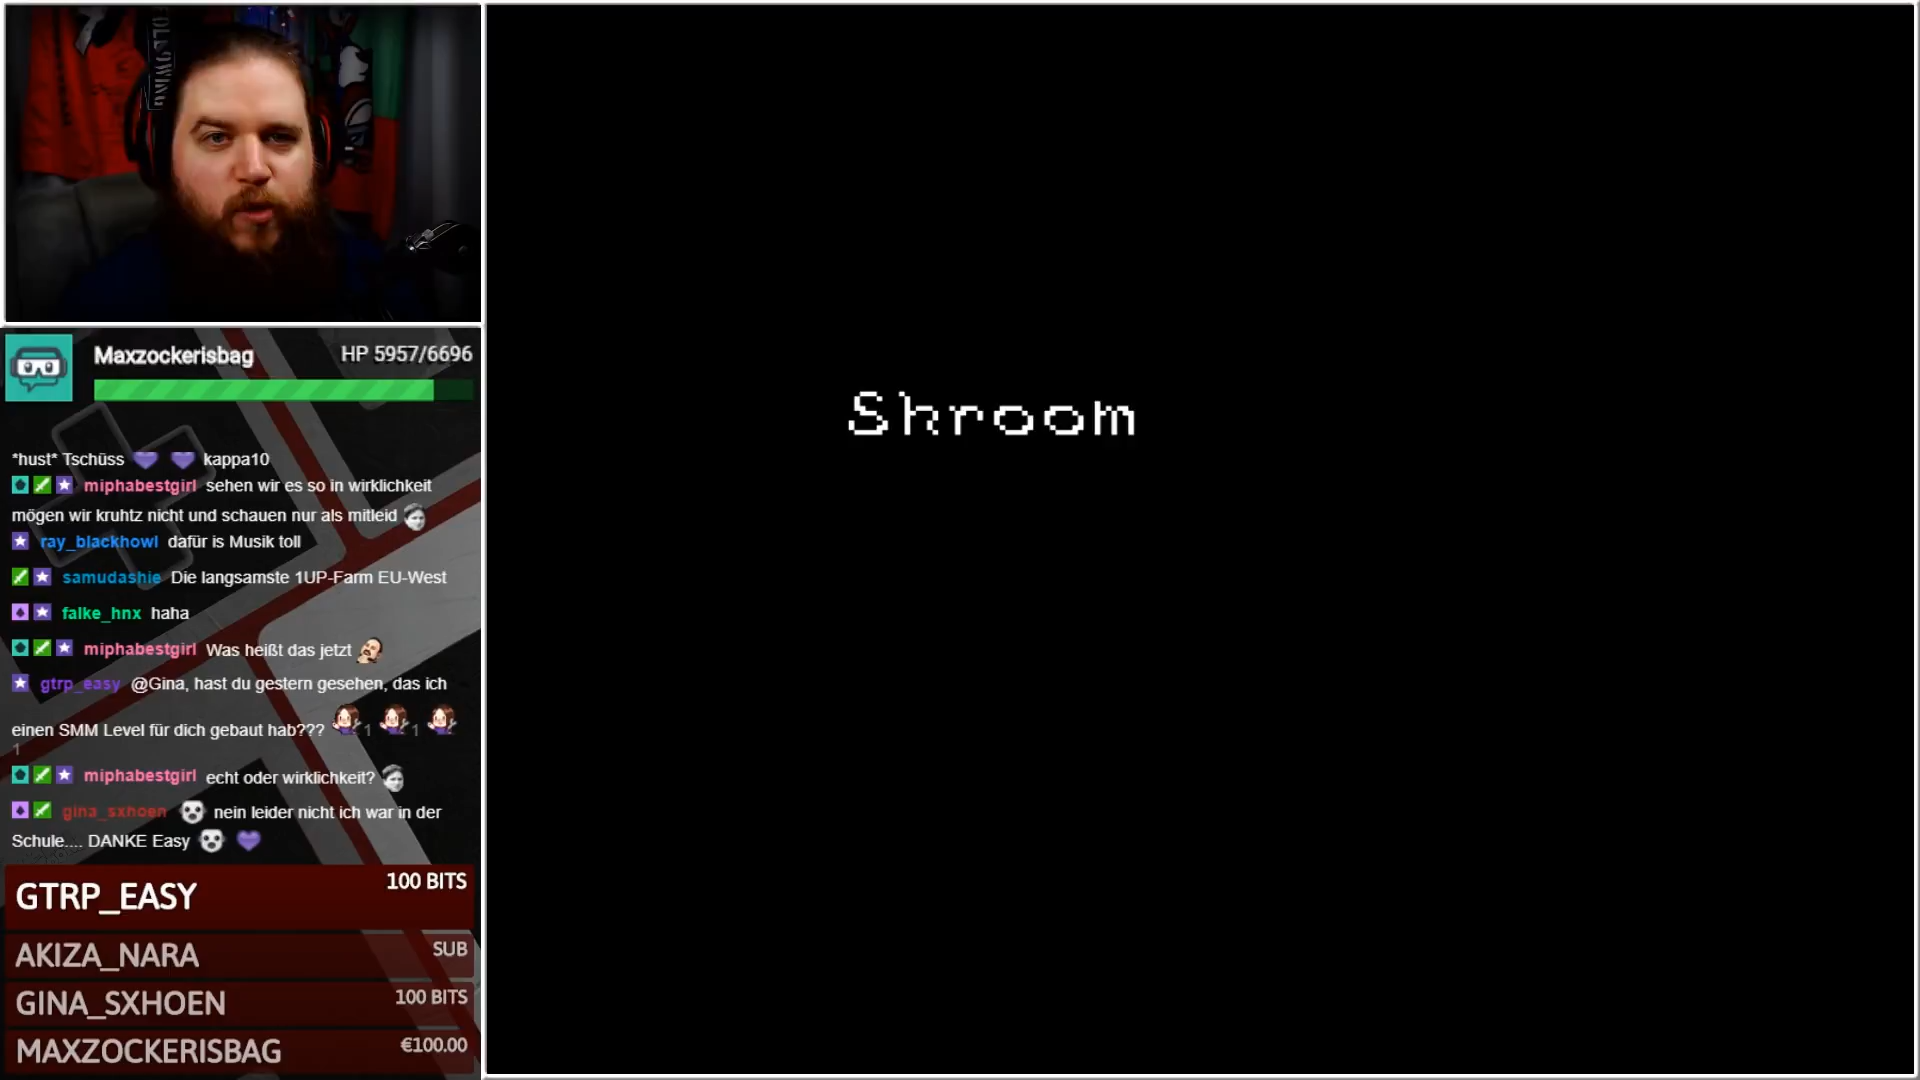 FOLLOWING
Shroom
Maxzockerisbag HP 5957/6696
*hust* Tschüss kappa10
miphabestgirl sehen wir es so in wirklichkeit
mögen wir kruhtz nicht und schauen nur als mitleid
ray_blackhowl dafür is Musik toll
samudashie Die langsamste 1UP-Farm EU-West
falke_hnx haha
miphabestgirl Was heißt das jetzt
gtrp_easy @Gina, hast du gestern gesehen, das ich
einen SMM Level für dich gebaut hab??? 1 1
1
miphabestgirl echt oder wirklichkeit?
gina_sxhoen nein leider nicht ich war in der
Schule.... DANKE Easy
GTRP_EASY 100 BITS
AKIZA_NARA SUB
GINA_SXHOEN 100 BITS
MAXZOCKERISBAG €100.00